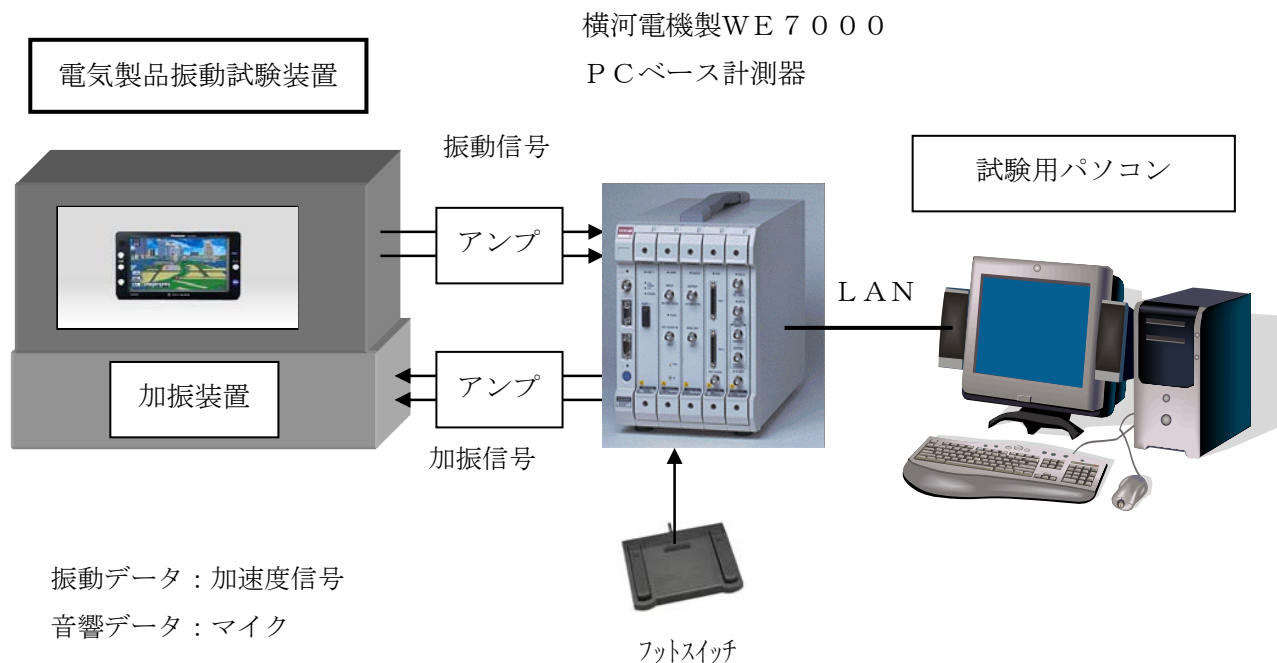 横河電機製WE７０００
ＰＣベース計測器
電気製品振動試験装置
振動信号
アンプ
試験用パソコン
ＬＡＮ
加振装置
アンプ
加振信号
振動データ：加速度信号
音響データ：マイク
ﾌｯﾄｽｲｯﾁ